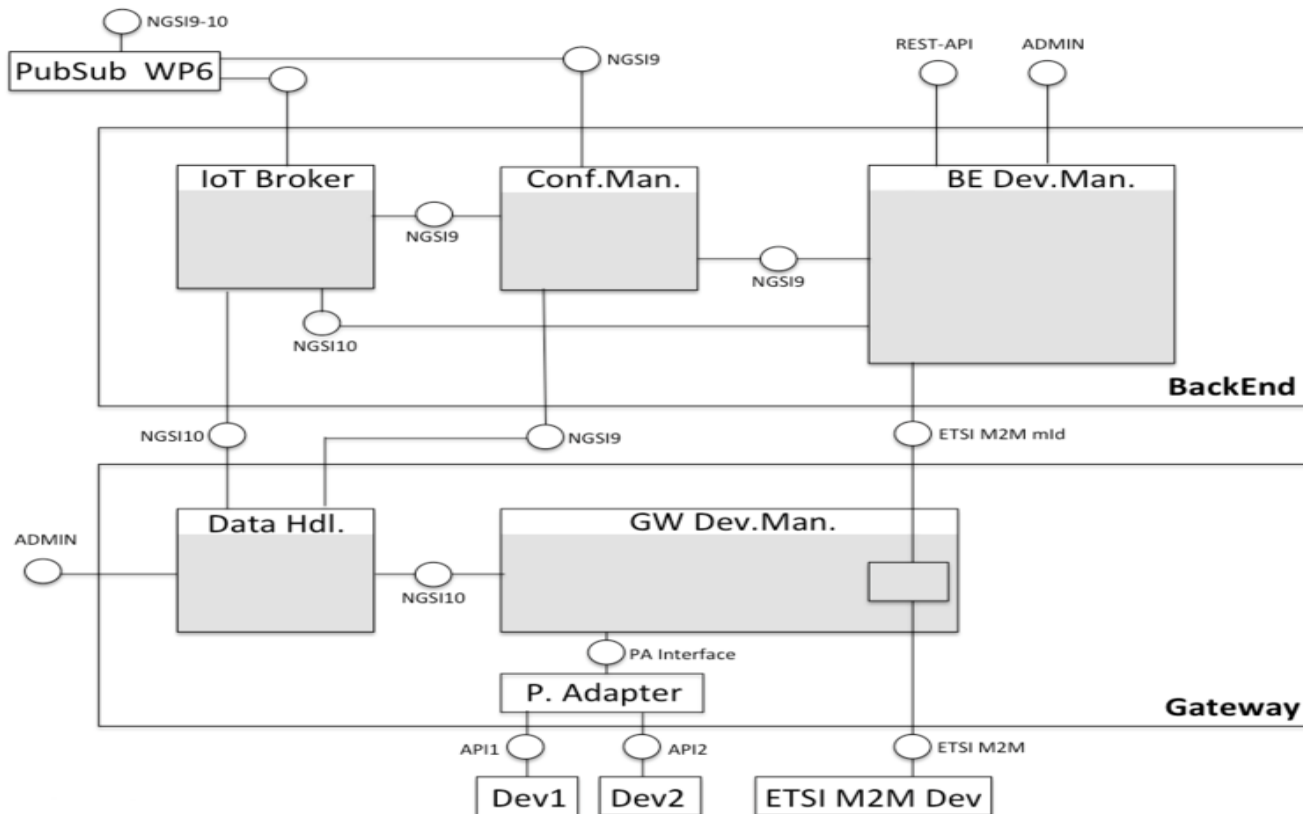 NGSI9-10
PubSub WP6
NGSI9
REST-API
ADMIN
IoT Broker
Conf.Man.
BE Dev.Man.
NGSI9
NGSI9
NGSI10
BackEnd
NGSI10
NGSI9
ETSI M2M mId
Data Hdl.
GW Dev.Man.
ADMIN
NGSI10
PA Interface
P. Adapter
Gateway
API1
API2
ETSI M2M
Dev1
Dev2
ETSI M2M Dev